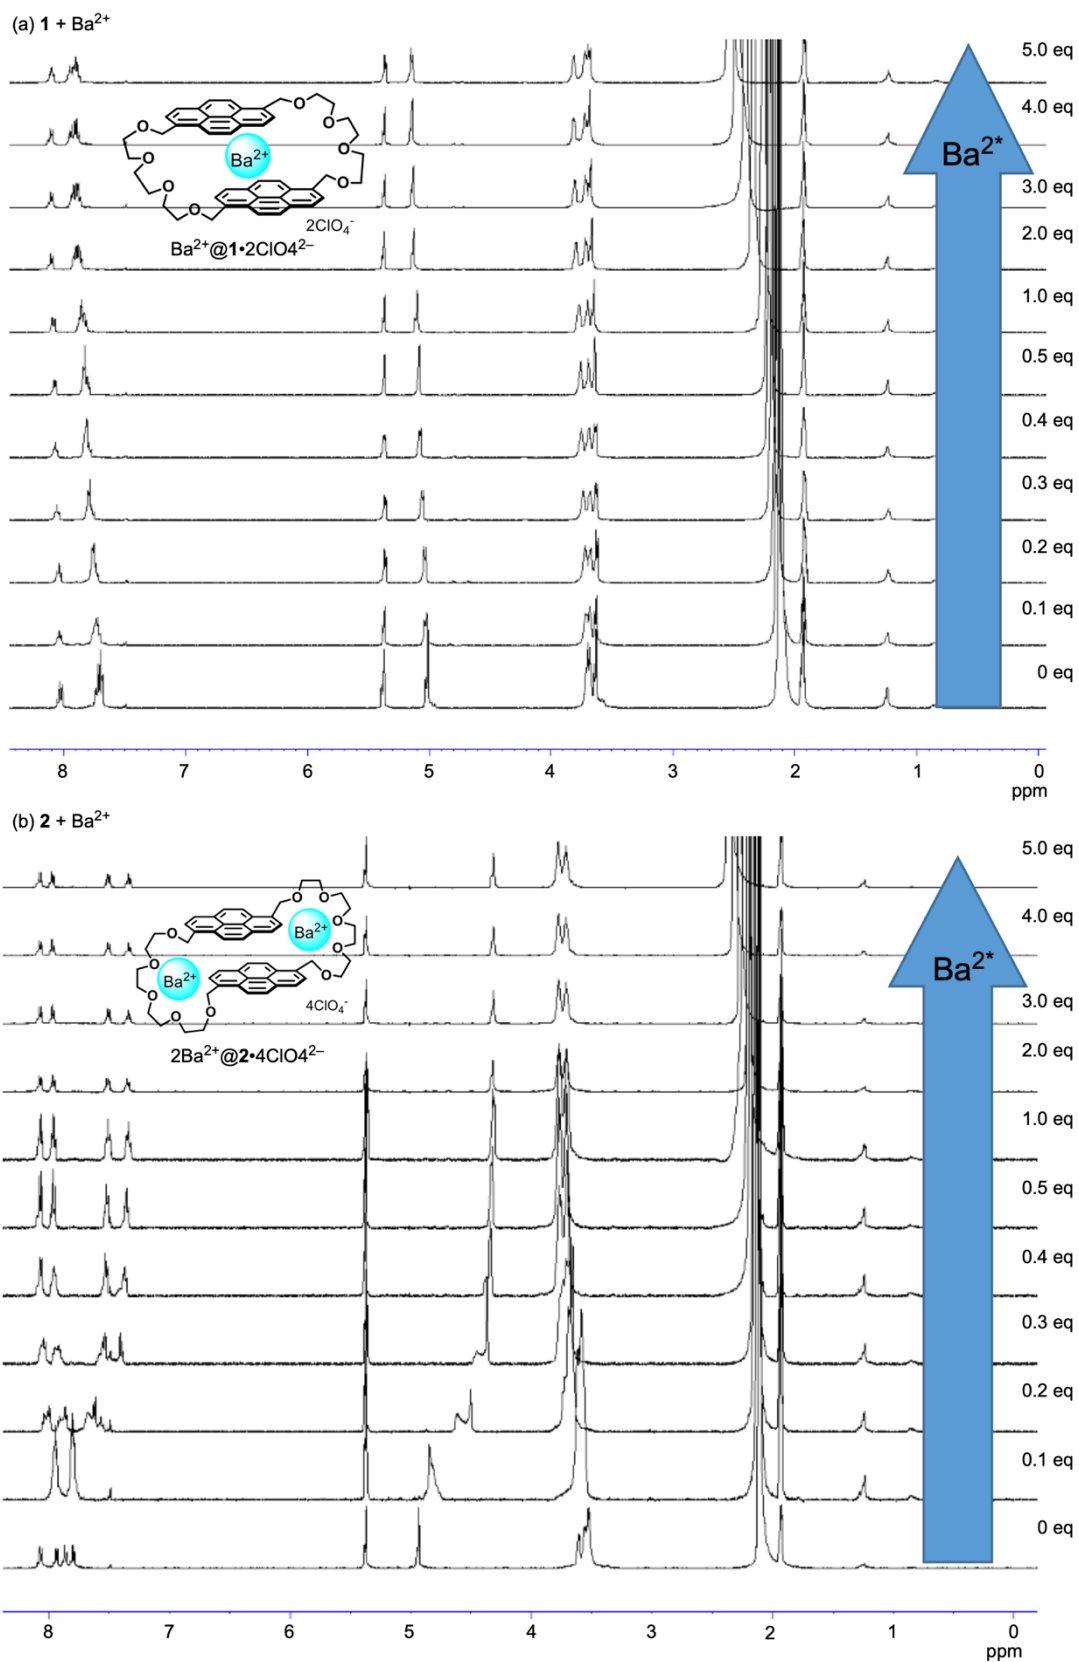 (a) 1 + Ba2+
5.0 eq
4.0 eq
Ba2*
3.0 eq
2.0 eq
1.0 eq
0.5 eq
0.4 eq
0.3 eq
0.2 eq
0.1 eq
0 eq
O
O
O
O
O
O
O
O
Ba2+
2ClO4-
Ba2+@1•2ClO42–
8 7 6 5 4 3 2 1 0
ppm
(b) 2 + Ba2+
5.0 eq
4.0 eq
Ba2*
3.0 eq
2.0 eq
1.0 eq
0.5 eq
0.4 eq
0.3 eq
0.2 eq
0.1 eq
0 eq
O
O
O
O
O
O
O
O
O
O
Ba2+
Ba2+
4ClO4-
2Ba2+@2•4ClO42–
8 7 6 5 4 3 2 1 0
ppm